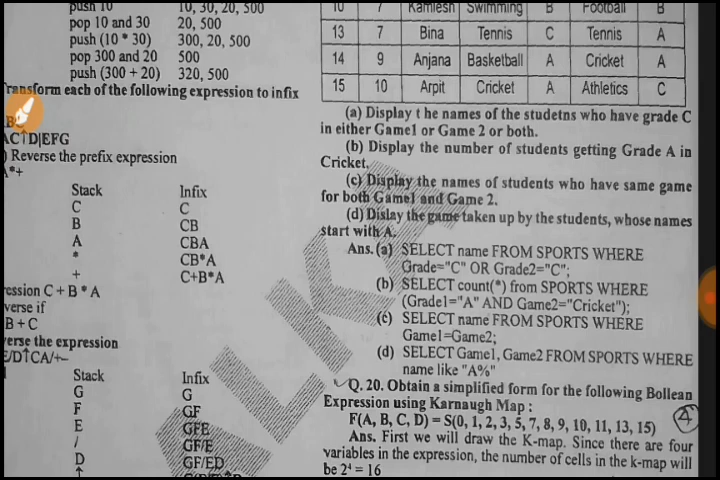 push 10 10, 30, 20, 500
pop 10 and 30 20, 500
push (10 * 30) 300, 20, 500
pop 300 and 20 500
push (300 + 20) 320, 500
Transform each of the following expression to infix
AC↑D|EFG
) Reverse the prefix expression
*+
Stack Infix
C C
B CB
A CBA
* CB*A
+ C+B*A
ression C + B * A
verse if
B + C
erse the expression
E/D↑CA/+–
Stack Infix
G G
F GF
E GFE
/ GF/E
D GF/ED
↑
10 7 Kamlesh Swimming B Football B
13 7 Bina Tennis C Tennis A
14 9 Anjana Basketball A Cricket A
15 10 Arpit Cricket A Athletics C
(a) Display t he names of the studetns who have grade C
in either Game1 or Game 2 or both.
(b) Display the number of students getting Grade A in
Cricket.
(c) Display the names of students who have same game
for both Game1 and Game 2.
(d) Dislay the game taken up by the students, whose names
start with A.
Ans. (a) SELECT name FROM SPORTS WHERE
Grade="C" OR Grade2="C";
(b) SELECT count(*) from SPORTS WHERE
(Grade1="A" AND Game2="Cricket");
(c) SELECT name FROM SPORTS WHERE
Game1=Game2;
(d) SELECT Game1, Game2 FROM SPORTS WHERE
name like "A%"
Q. 20. Obtain a simplified form for the following Bollean
Expression using Karnaugh Map :
F(A, B, C, D) = S(0, 1, 2, 3, 5, 7, 8, 9, 10, 11, 13, 15) 4
Ans. First we will draw the K-map. Since there are four
variables in the expression, the number of cells in the k-map will
be 2⁴ = 16